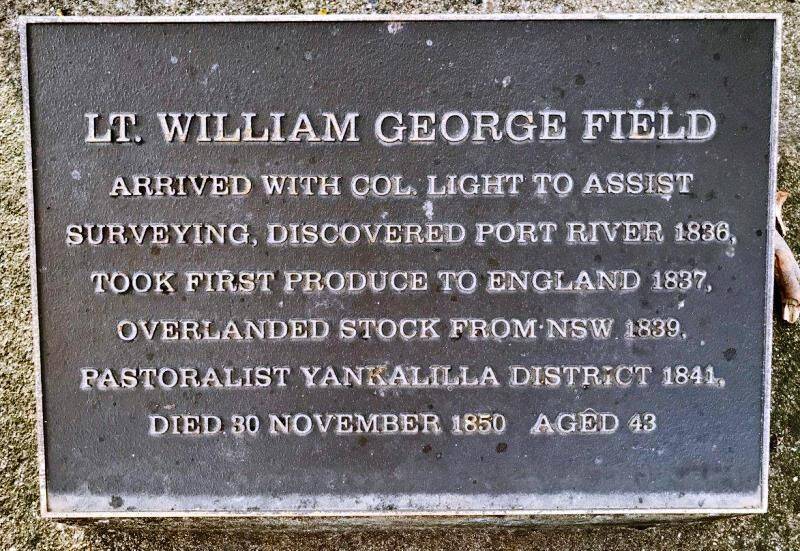 LT. WILLIAM GEORGE FIELD
ARRIVED WITH COL. LIGHT TO ASSIST
SURVEYING, DISCOVERED PORT RIVER 1836,
TOOK FIRST PRODUCE TO ENGLAND 1837,
OVERLANDED STOCK FROM NSW 1839,
PASTORALIST YANKALILLA DISTRICT 1841,
DIED 30 NOVEMBER 1850 AGED 43